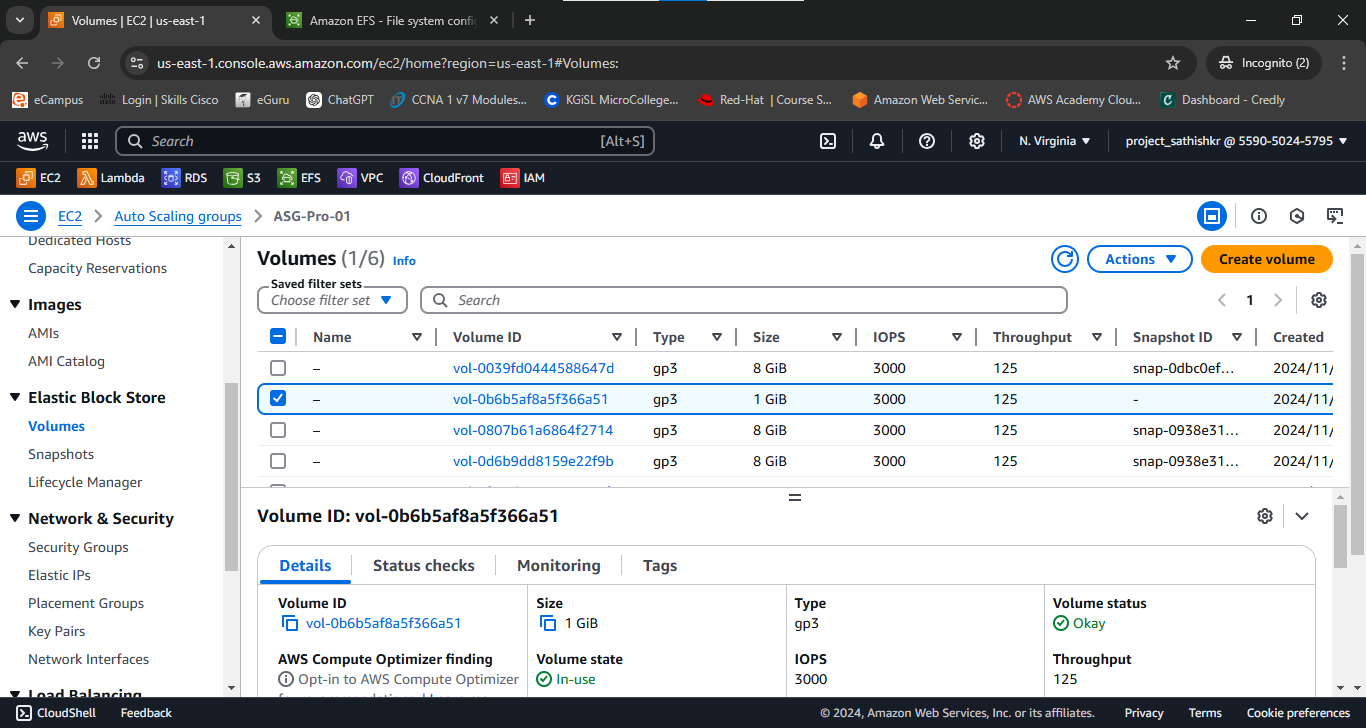 Volumes | EC2 | us-east-1
Amazon EFS - File system confi
us-east-1.console.aws.amazon.com/ec2/home?region=us-east-1#Volumes:
Incognito (2)
eCampus
Login | Skills Cisco
eGuru
ChatGPT
CCNA 1 v7 Modules...
KGiSL MicroCollege...
Red-Hat | Course S...
Amazon Web Servic...
AWS Academy Clou...
Dashboard - Credly
aws
Search [Alt+S]
N. Virginia
project_sathishkr @ 5590-5024-5795
EC2
Lambda
RDS
S3
EFS
VPC
CloudFront
IAM
EC2 > Auto Scaling groups > ASG-Pro-01
Dedicated Hosts
Capacity Reservations
Images
AMIs
AMI Catalog
Elastic Block Store
Volumes
Snapshots
Lifecycle Manager
Network & Security
Security Groups
Elastic IPs
Placement Groups
Key Pairs
Network Interfaces
Load Balancing
Volumes (1/6) Info
Actions
Create volume
Saved filter sets
Choose filter set
Search
1
Name Volume ID Type Size IOPS Throughput Snapshot ID Created
– vol-0039fd0444588647d gp3 8 GiB 3000 125 snap-0dbc0ef... 2024/11/
– vol-0b6b5af8a5f366a51 gp3 1 GiB 3000 125 - 2024/11/
– vol-0807b61a6864f2714 gp3 8 GiB 3000 125 snap-0938e31... 2024/11/
– vol-0d6b9dd8159e22f9b gp3 8 GiB 3000 125 snap-0938e31... 2024/11/
Volume ID: vol-0b6b5af8a5f366a51
Details
Status checks
Monitoring
Tags
Volume ID
vol-0b6b5af8a5f366a51
Size
1 GiB
Type
gp3
Volume status
Okay
AWS Compute Optimizer finding
Opt-in to AWS Compute Optimizer
Volume state
In-use
IOPS
3000
Throughput
125
CloudShell
Feedback
© 2024, Amazon Web Services, Inc. or its affiliates.
Privacy
Terms
Cookie preferences